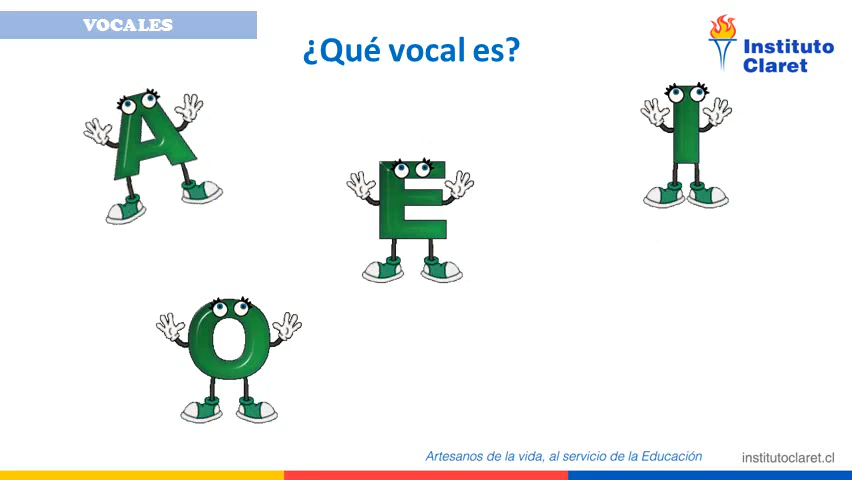 VOCALES
¿Qué vocal es?
Instituto
Claret
A
E
I
O
Artesanos de la vida, al servicio de la Educación
institutoclaret.cl